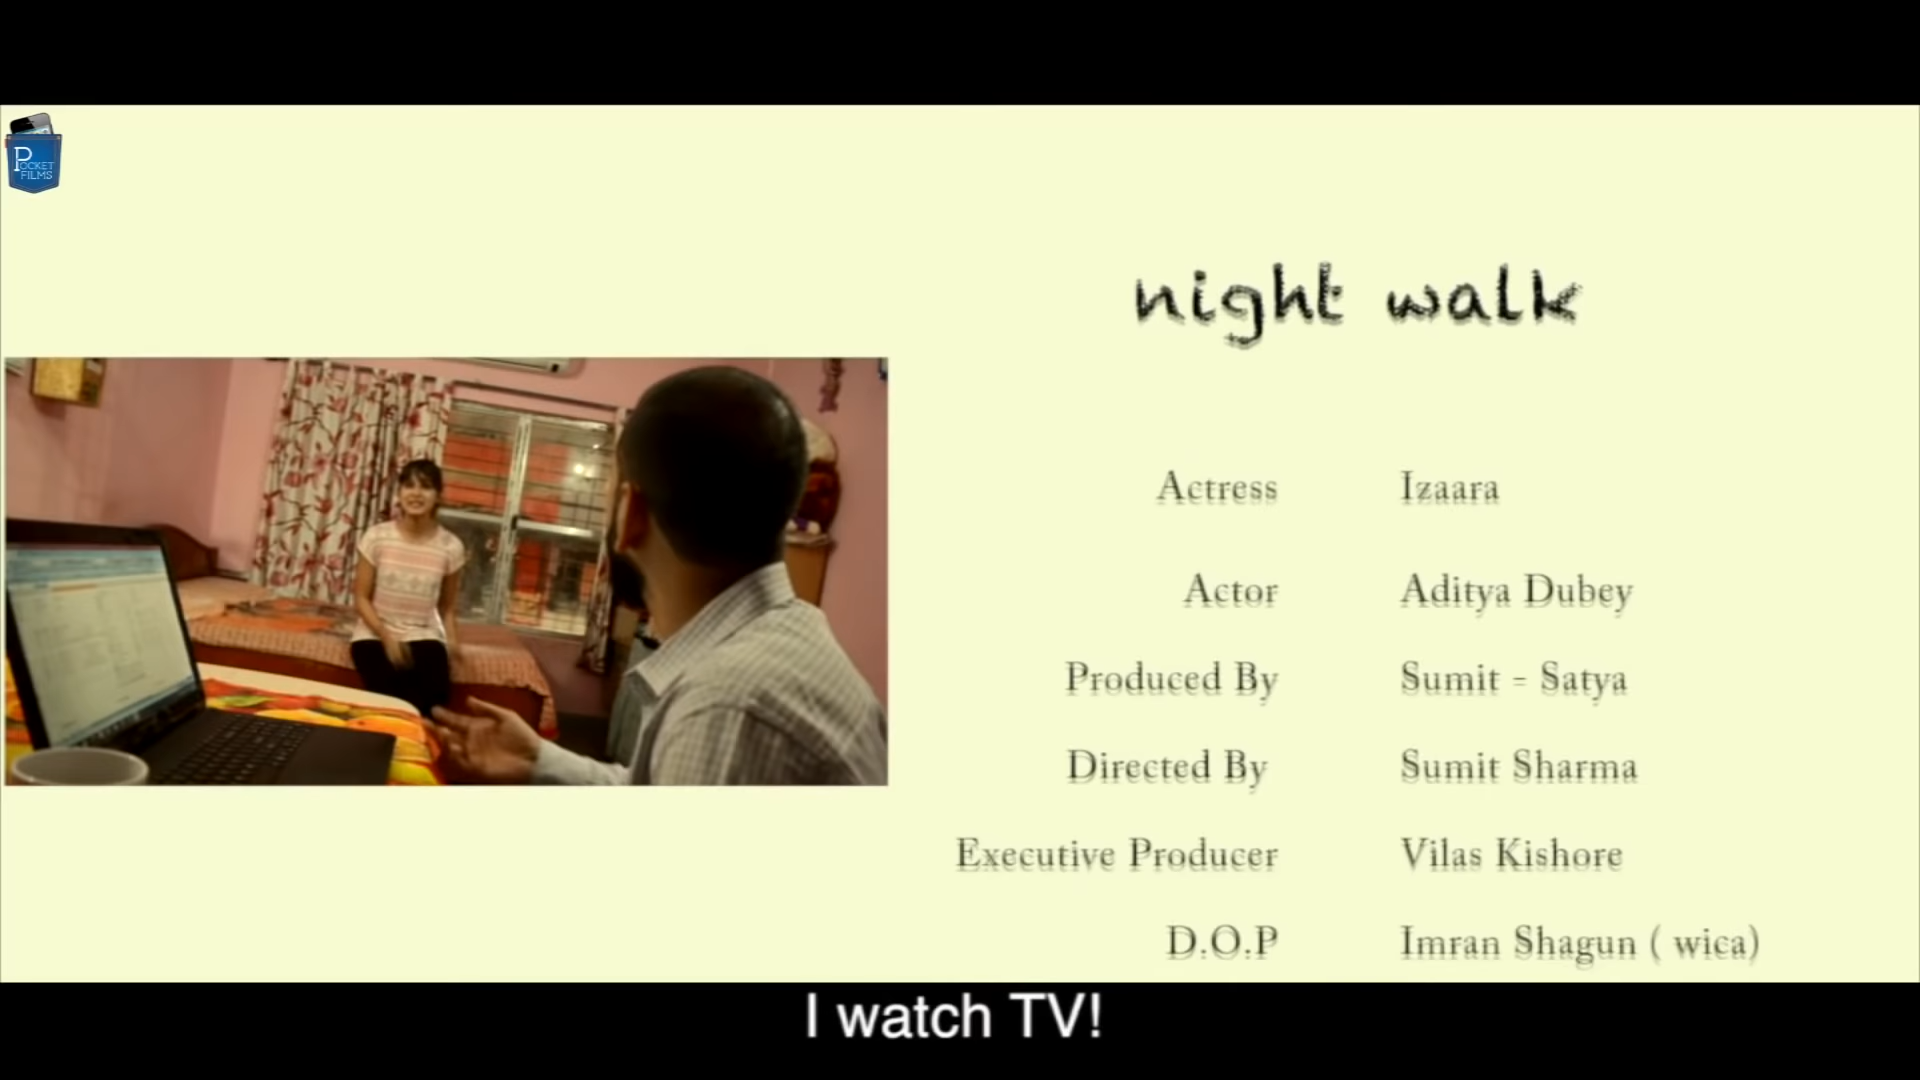 POCKET
FILMS
night walk
Actress Izaara
Actor Aditya Dubey
Produced By Sumit - Satya
Directed By Sumit Sharma
Executive Producer Vilas Kishore
D.O.P Imran Shagun ( wica)
I watch TV!